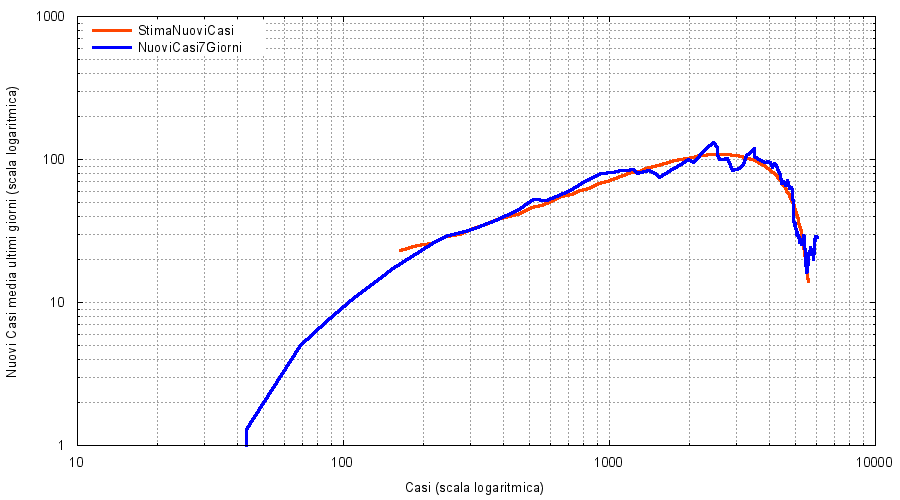 1000
StimaNuoviCasi
NuoviCasi7Giorni
100
10
1
10
100
1000
10000
Nuovi Casi media ultimi giorni (scala logaritmica)
Casi (scala logaritmica)